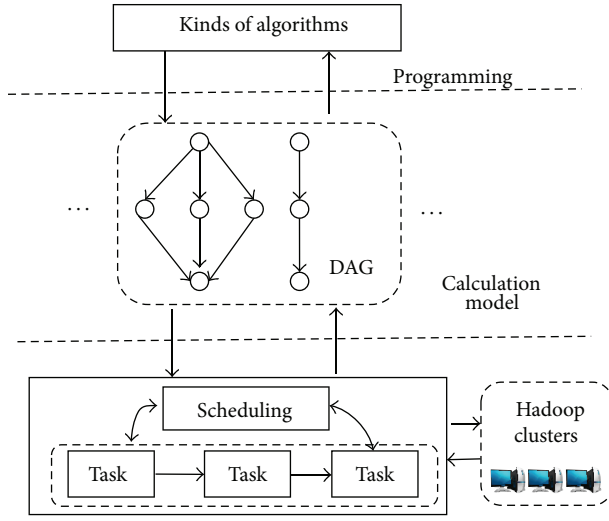 Kinds of algorithms
Programming
...
...
DAG
Calculation
model
Scheduling
Hadoop
clusters
Task
Task
Task